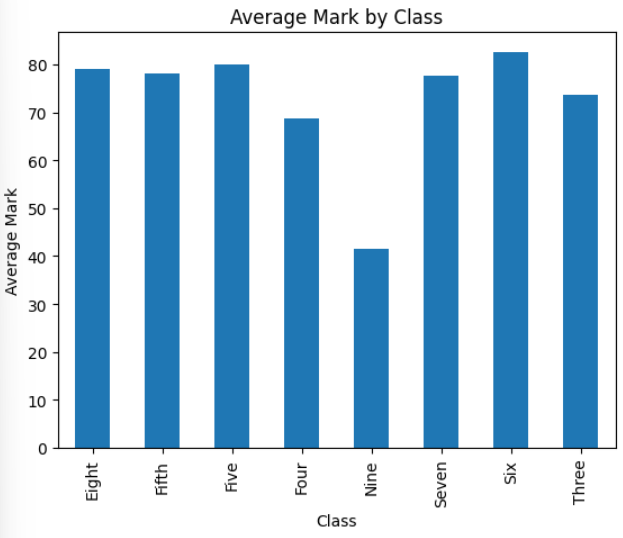 Average Mark by Class
Average Mark
80
70
60
50
40
30
20
10
0
Eight
Fifth
Five
Four
Nine
Seven
Six
Three
Class